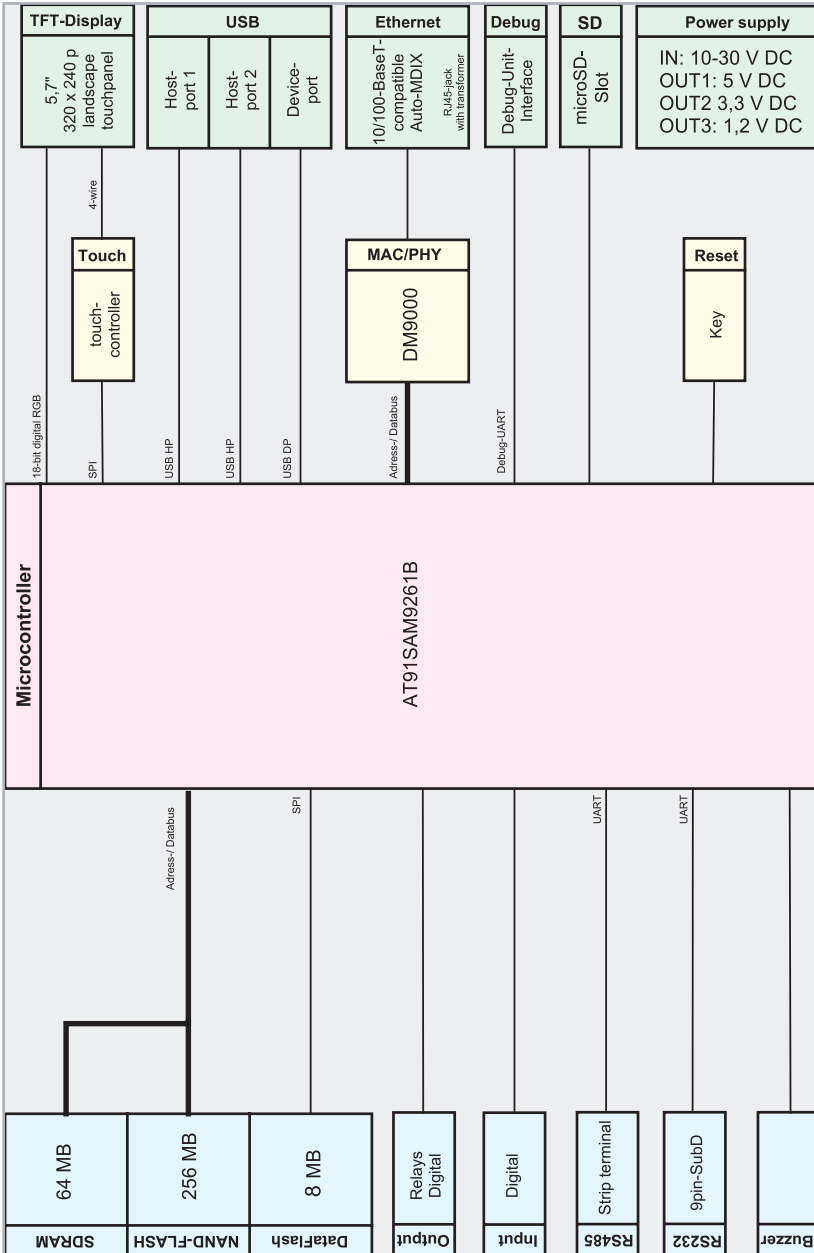 TFT-Display
USB
Ethernet
Debug
SD
Power supply
5,7"
320 x 240 p
landscape
touchpanel
Host-
port 1
Host-
port 2
Device-
port
10/100-BaseT-
compatible
Auto-MDIX
RJ45-jack
with transformer
Debug-Unit-
Interface
microSD-
Slot
IN: 10-30 V DC
OUT1: 5 V DC
OUT2 3,3 V DC
OUT3: 1,2 V DC
4-wire
Touch
touch-
controller
MAC/PHY
DM9000
Reset
Key
18-bit digital RGB
SPI
USB HP
USB HP
USB DP
Adress-/ Databus
Debug-UART
Microcontroller
AT91SAM9261B
Adress-/ Databus
SPI
UART
UART
64 MB
256 MB
8 MB
Relays
Digital
Digital
Strip terminal
9pin-SubD
SDRAM
NAND-FLASH
DataFlash
Output
Input
RS485
RS232
Buzzer